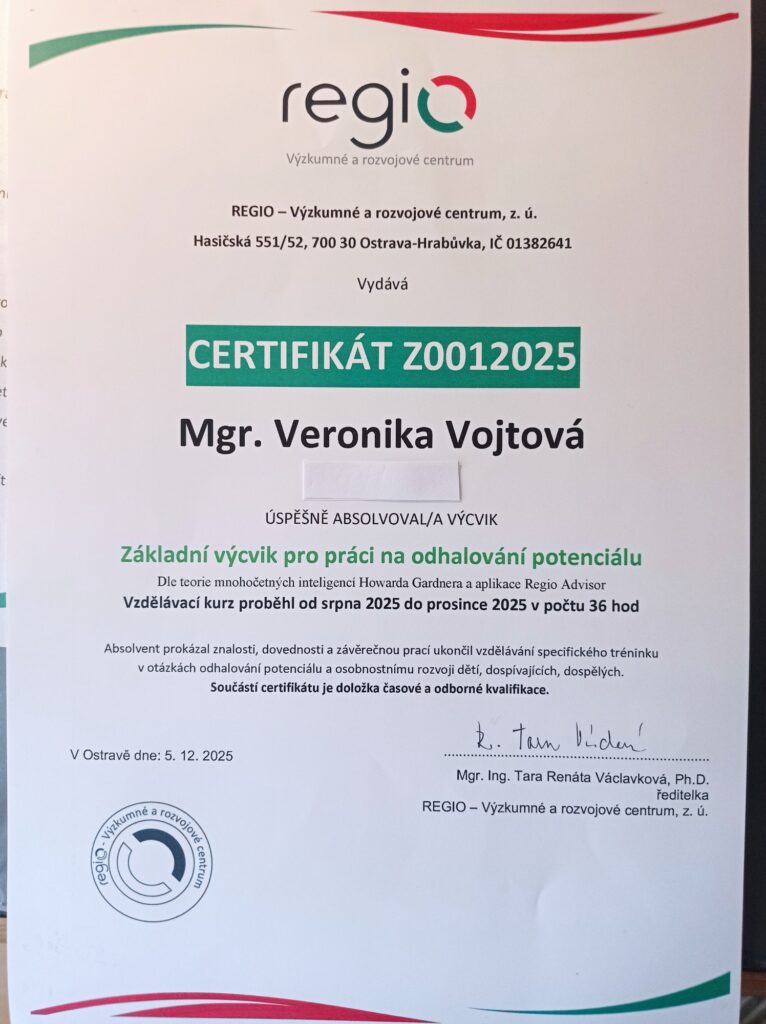 regio
Výzkumné a rozvojové centrum
REGIO – Výzkumné a rozvojové centrum, z. ú.
Hasičská 551/52, 700 30 Ostrava-Hrabůvka, IČ 01382641
Vydává
CERTIFIKÁT Z0012025
Mgr. Veronika Vojtová
ÚSPĚŠNĚ ABSOLVOVAL/A VÝCVIK
Základní výcvik pro práci na odhalování potenciálu
Dle teorie mnohočetných inteligencí Howarda Gardnera a aplikace Regio Advisor
Vzdělávací kurz proběhl od srpna 2025 do prosince 2025 v počtu 36 hod
Absolvent prokázal znalosti, dovednosti a závěrečnou prací ukončil vzdělávání specifického tréninku
v otázkách odhalování potenciálu a osobnostnímu rozvoji dětí, dospívajících, dospělých.
Součástí certifikátu je doložka časové a odborné kvalifikace.
V Ostravě dne: 5. 12. 2025
Mgr. Ing. Tara Renáta Václavková, Ph.D.
ředitelka
REGIO – Výzkumné a rozvojové centrum, z. ú.
regio - Výzkumné a rozvojové centrum